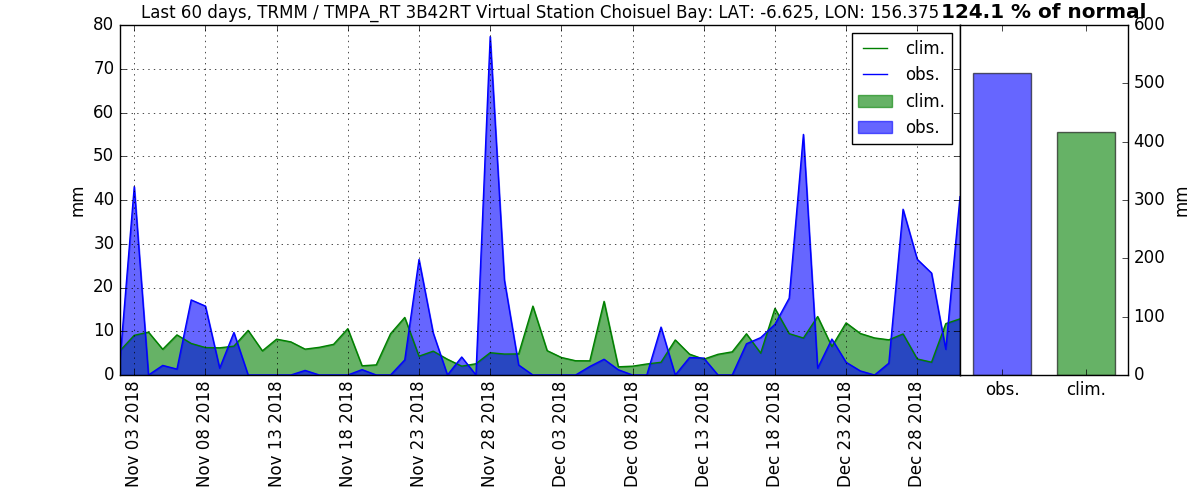 Last 60 days, TRMM / TMPA_RT 3B42RT Virtual Station Choisuel Bay: LAT: -6.625, LON: 156.375
124.1 % of normal
clim.
obs.
clim.
obs.
mm
80
70
60
50
40
30
20
10
0
Nov 03 2018
Nov 08 2018
Nov 13 2018
Nov 18 2018
Nov 23 2018
Nov 28 2018
Dec 03 2018
Dec 08 2018
Dec 13 2018
Dec 18 2018
Dec 23 2018
Dec 28 2018
600
500
400
300
200
100
0
mm
obs.
clim.